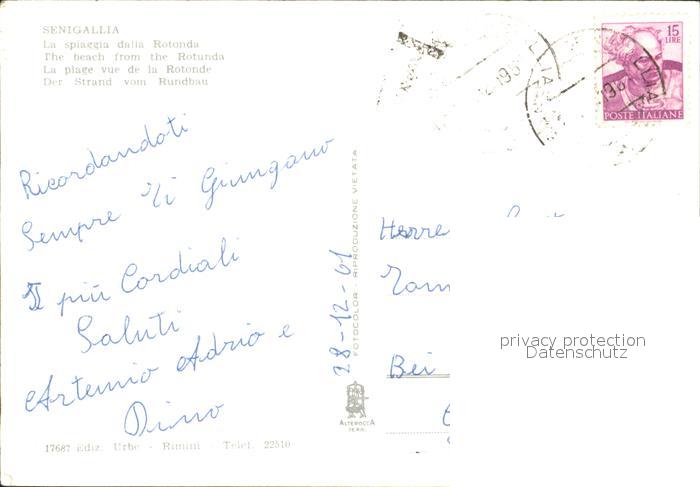 SENIGALLIA
La spiaggia dalla Rotonda
The beach from the Rotunda
La plage vue de la Rotonde
Der Strand vom Rundbau
15
LIRE
POSTE ITALIANE
Ricordandoti
Sempre Ti Giungano
I più Cordiali
Saluti
Artemio Adrio e
Dino
28-12-61
FOTOCOLOR - RIPRODUZIONE VIETATA
Herre
Bei
privacy protection
Datenschutz
ALTEROCCA
TERNI
17687 Ediz. Urbe - Rimini - Telef. 22510